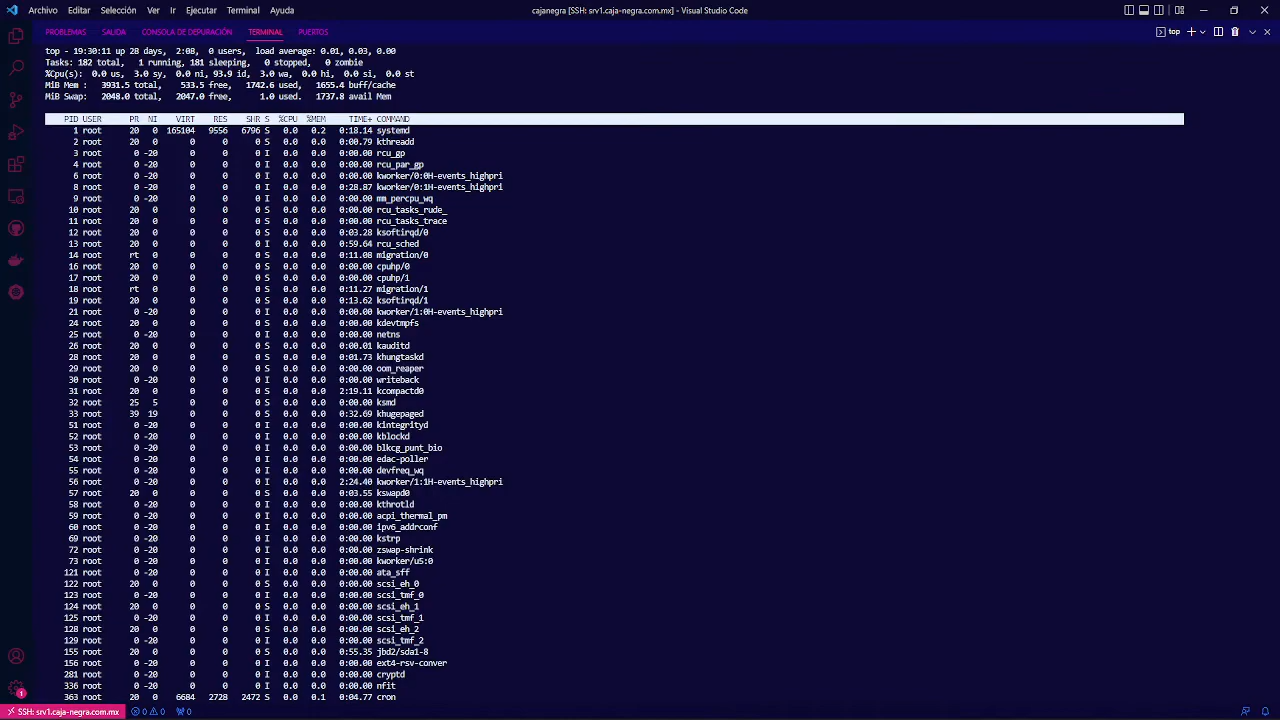 Archivo Editar Selección Ver Ir Ejecutar Terminal Ayuda cajanegra [SSH: srv1.caja-negra.com.mx] - Visual Studio Code
PROBLEMAS SALIDA CONSOLA DE DEPURACIÓN TERMINAL PUERTOS top
top - 19:30:11 up 28 days, 2:08, 0 users, load average: 0.01, 0.03, 0.00
Tasks: 182 total, 1 running, 181 sleeping, 0 stopped, 0 zombie
%Cpu(s): 0.0 us, 3.0 sy, 0.0 ni, 93.9 id, 3.0 wa, 0.0 hi, 0.0 si, 0.0 st
MiB Mem : 3931.5 total, 533.5 free, 1742.6 used, 1655.4 buff/cache
MiB Swap: 2048.0 total, 2047.0 free, 1.0 used. 1737.8 avail Mem
PID USER PR NI VIRT RES SHR S %CPU %MEM TIME+ COMMAND
1 root 20 0 165104 9556 6796 S 0.0 0.2 0:18.14 systemd
2 root 20 0 0 0 0 S 0.0 0.0 0:00.79 kthreadd
3 root 0 -20 0 0 0 I 0.0 0.0 0:00.00 rcu_gp
4 root 0 -20 0 0 0 I 0.0 0.0 0:00.00 rcu_par_gp
6 root 0 -20 0 0 0 I 0.0 0.0 0:00.00 kworker/0:0H-events_highpri
8 root 0 -20 0 0 0 I 0.0 0.0 0:28.87 kworker/0:1H-events_highpri
9 root 0 -20 0 0 0 I 0.0 0.0 0:00.00 mm_percpu_wq
10 root 20 0 0 0 0 S 0.0 0.0 0:00.00 rcu_tasks_rude_
11 root 20 0 0 0 0 S 0.0 0.0 0:00.00 rcu_tasks_trace
12 root 20 0 0 0 0 S 0.0 0.0 0:03.28 ksoftirqd/0
13 root 20 0 0 0 0 I 0.0 0.0 0:59.64 rcu_sched
14 root rt 0 0 0 0 S 0.0 0.0 0:11.08 migration/0
16 root 20 0 0 0 0 S 0.0 0.0 0:00.00 cpuhp/0
17 root 20 0 0 0 0 S 0.0 0.0 0:00.00 cpuhp/1
18 root rt 0 0 0 0 S 0.0 0.0 0:11.27 migration/1
19 root 20 0 0 0 0 S 0.0 0.0 0:13.62 ksoftirqd/1
21 root 0 -20 0 0 0 I 0.0 0.0 0:00.00 kworker/1:0H-events_highpri
24 root 20 0 0 0 0 S 0.0 0.0 0:00.00 kdevtmpfs
25 root 0 -20 0 0 0 I 0.0 0.0 0:00.00 netns
26 root 20 0 0 0 0 S 0.0 0.0 0:00.01 kauditd
28 root 20 0 0 0 0 S 0.0 0.0 0:01.73 khungtaskd
29 root 20 0 0 0 0 S 0.0 0.0 0:00.00 oom_reaper
30 root 0 -20 0 0 0 I 0.0 0.0 0:00.00 writeback
31 root 20 0 0 0 0 S 0.0 0.0 2:19.11 kcompactd0
32 root 25 5 0 0 0 S 0.0 0.0 0:00.00 ksmd
33 root 39 19 0 0 0 S 0.0 0.0 0:32.69 khugepaged
51 root 0 -20 0 0 0 I 0.0 0.0 0:00.00 kintegrityd
52 root 0 -20 0 0 0 I 0.0 0.0 0:00.00 kblockd
53 root 0 -20 0 0 0 I 0.0 0.0 0:00.00 blkcg_punt_bio
54 root 0 -20 0 0 0 I 0.0 0.0 0:00.00 edac-poller
55 root 0 -20 0 0 0 I 0.0 0.0 0:00.00 devfreq_wq
56 root 0 -20 0 0 0 I 0.0 0.0 2:24.40 kworker/1:1H-events_highpri
57 root 20 0 0 0 0 S 0.0 0.0 0:03.55 kswapd0
58 root 0 -20 0 0 0 I 0.0 0.0 0:00.00 kthrotld
59 root 0 -20 0 0 0 I 0.0 0.0 0:00.00 acpi_thermal_pm
60 root 0 -20 0 0 0 I 0.0 0.0 0:00.00 ipv6_addrconf
69 root 0 -20 0 0 0 I 0.0 0.0 0:00.00 kstrp
72 root 0 -20 0 0 0 I 0.0 0.0 0:00.00 zswap-shrink
73 root 0 -20 0 0 0 I 0.0 0.0 0:00.00 kworker/u5:0
121 root 0 -20 0 0 0 I 0.0 0.0 0:00.00 ata_sff
122 root 20 0 0 0 0 S 0.0 0.0 0:00.00 scsi_eh_0
123 root 0 -20 0 0 0 I 0.0 0.0 0:00.00 scsi_tmf_0
124 root 20 0 0 0 0 S 0.0 0.0 0:00.00 scsi_eh_1
125 root 0 -20 0 0 0 I 0.0 0.0 0:00.00 scsi_tmf_1
128 root 20 0 0 0 0 S 0.0 0.0 0:00.00 scsi_eh_2
129 root 0 -20 0 0 0 I 0.0 0.0 0:00.00 scsi_tmf_2
155 root 20 0 0 0 0 S 0.0 0.0 0:55.35 jbd2/sda1-8
156 root 0 -20 0 0 0 I 0.0 0.0 0:00.00 ext4-rsv-conver
281 root 0 -20 0 0 0 I 0.0 0.0 0:00.00 cryptd
336 root 0 -20 0 0 0 I 0.0 0.0 0:00.00 nfit
363 root 20 0 6684 2728 2472 S 0.0 0.1 0:04.77 cron
1
SSH: srv1.caja-negra.com.mx 0 0 0